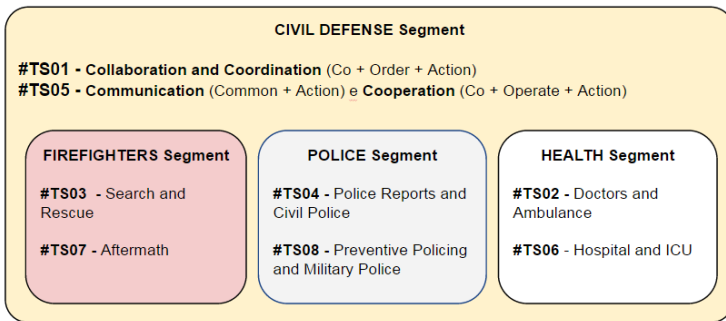 CIVIL DEFENSE Segment
#TS01 - Collaboration and Coordination (Co + Order + Action)
#TS05 - Communication (Common + Action) e Cooperation (Co + Operate + Action)
FIREFIGHTERS Segment
#TS03 - Search and
Rescue
#TS07 - Aftermath
POLICE Segment
#TS04 - Police Reports and
Civil Police
#TS08 - Preventive Policing
and Military Police
HEALTH Segment
#TS02 - Doctors and
Ambulance
#TS06 - Hospital and ICU